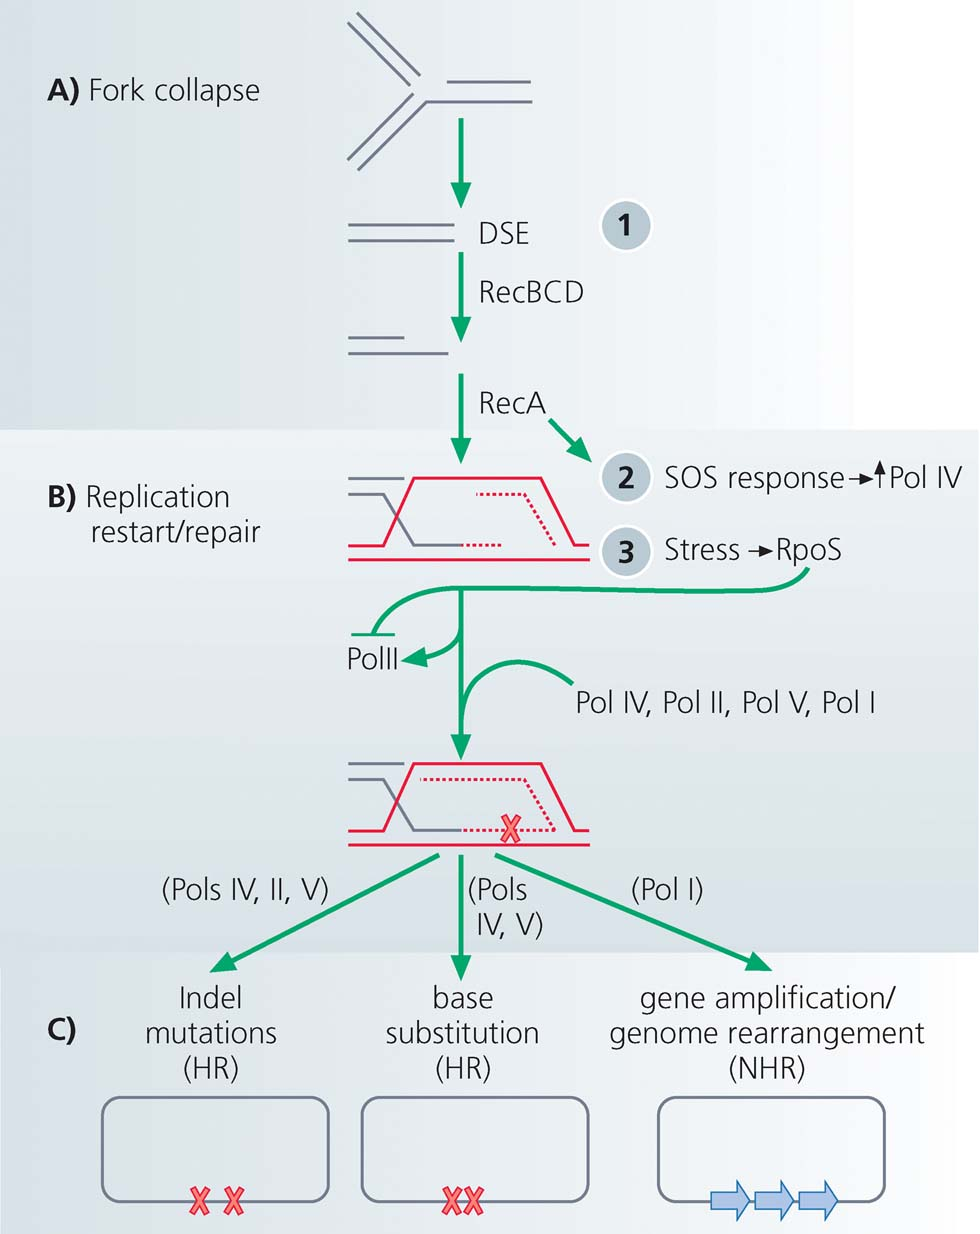 A) Fork collapse
DSE
1
RecBCD
RecA
2 SOS response→↑Pol IV
B) Replication
restart/repair
3 Stress→RpoS
PolII
Pol IV, Pol II, Pol V, Pol I
(Pols IV, II, V)
(Pols
IV, V)
(Pol I)
C)
Indel
mutations
(HR)
base
substitution
(HR)
gene amplification/
genome rearrangement
(NHR)